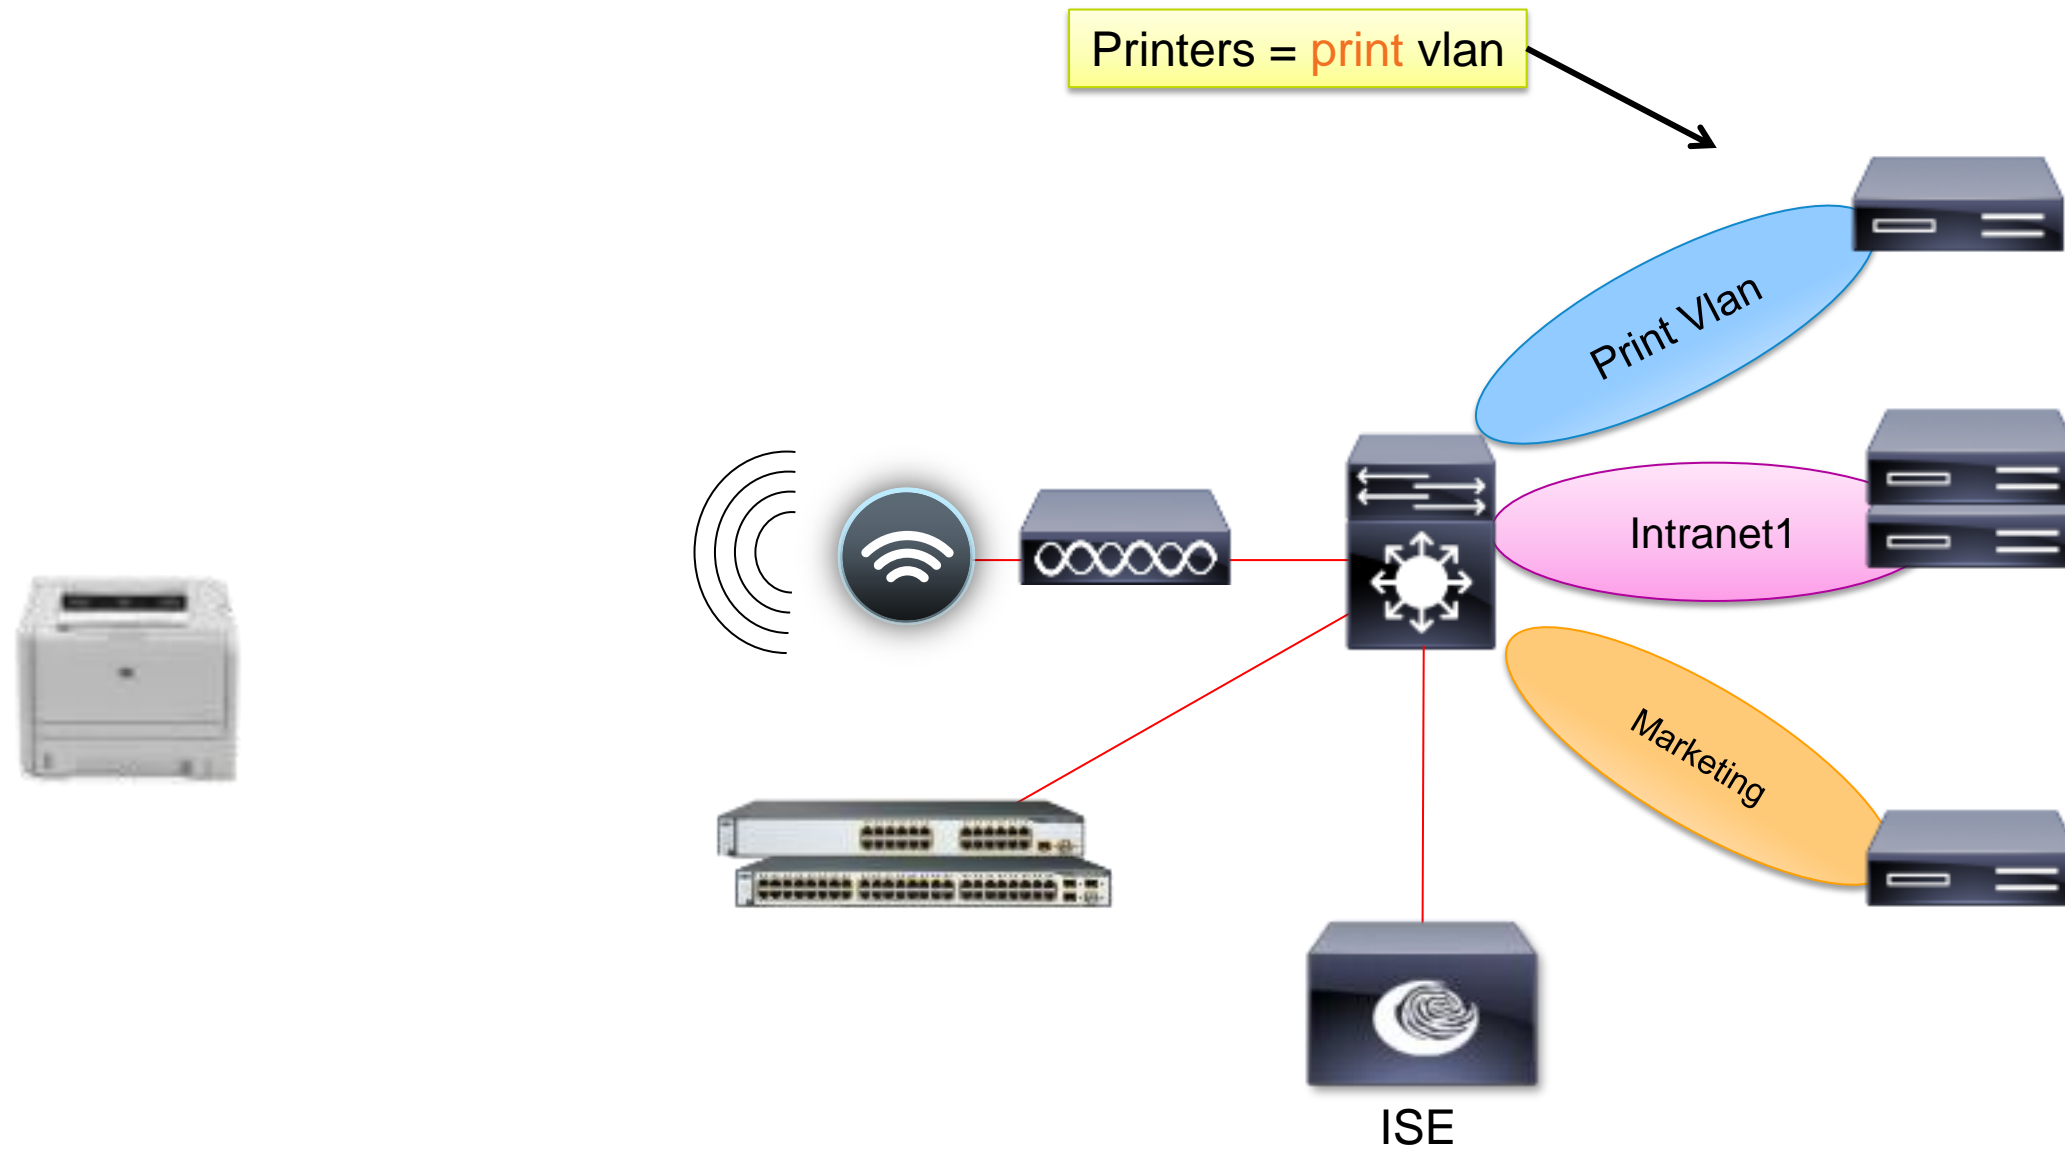 Printers = print vlan
Print Vlan
Intranet1
Marketing
ISE